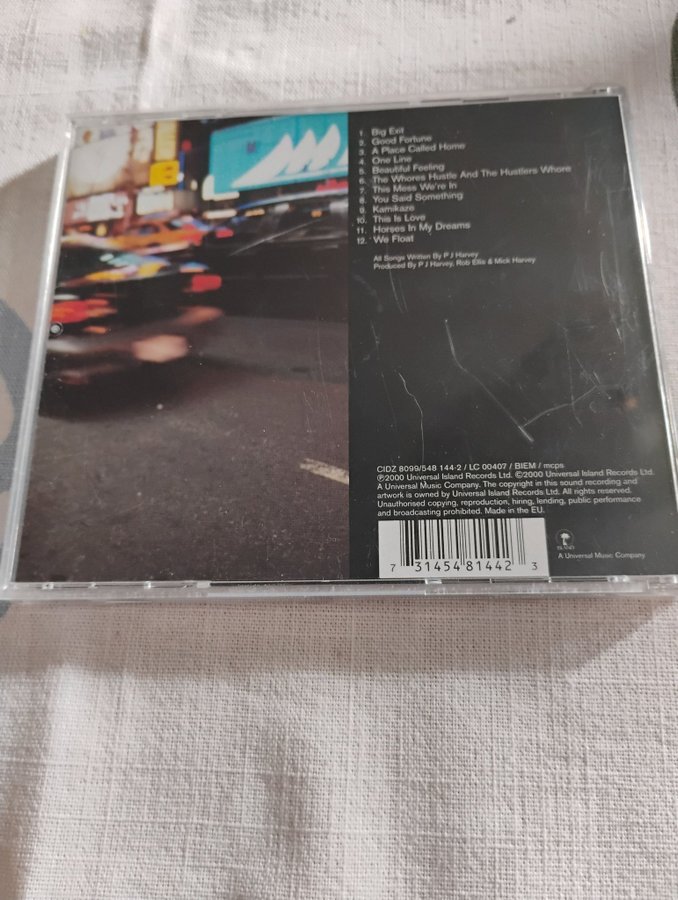 1. Big Exit
2. Good Fortune
3. A Place Called Home
4. One Line
5. Beautiful Feeling
6. The Whores Hustle And The Hustlers Whore
7. This Mess We're In
8. You Said Something
9. Kamikaze
10. This Is Love
11. Horses In My Dreams
12. We Float
All Songs Written By P J Harvey
Produced By P J Harvey, Rob Ellis & Mick Harvey
CIDZ 8099/548 144-2 / LC 00407 / BIEM / mcps
℗2000 Universal Island Records Ltd. ©2000 Universal Island Records Ltd.
A Universal Music Company. The copyright in this sound recording and
artwork is owned by Universal Island Records Ltd. All rights reserved.
Unauthorised copying, reproduction, hiring, lending, public performance
and broadcasting prohibited. Made in the EU.
7 31454 81442 3
ISLAND
A Universal Music Company